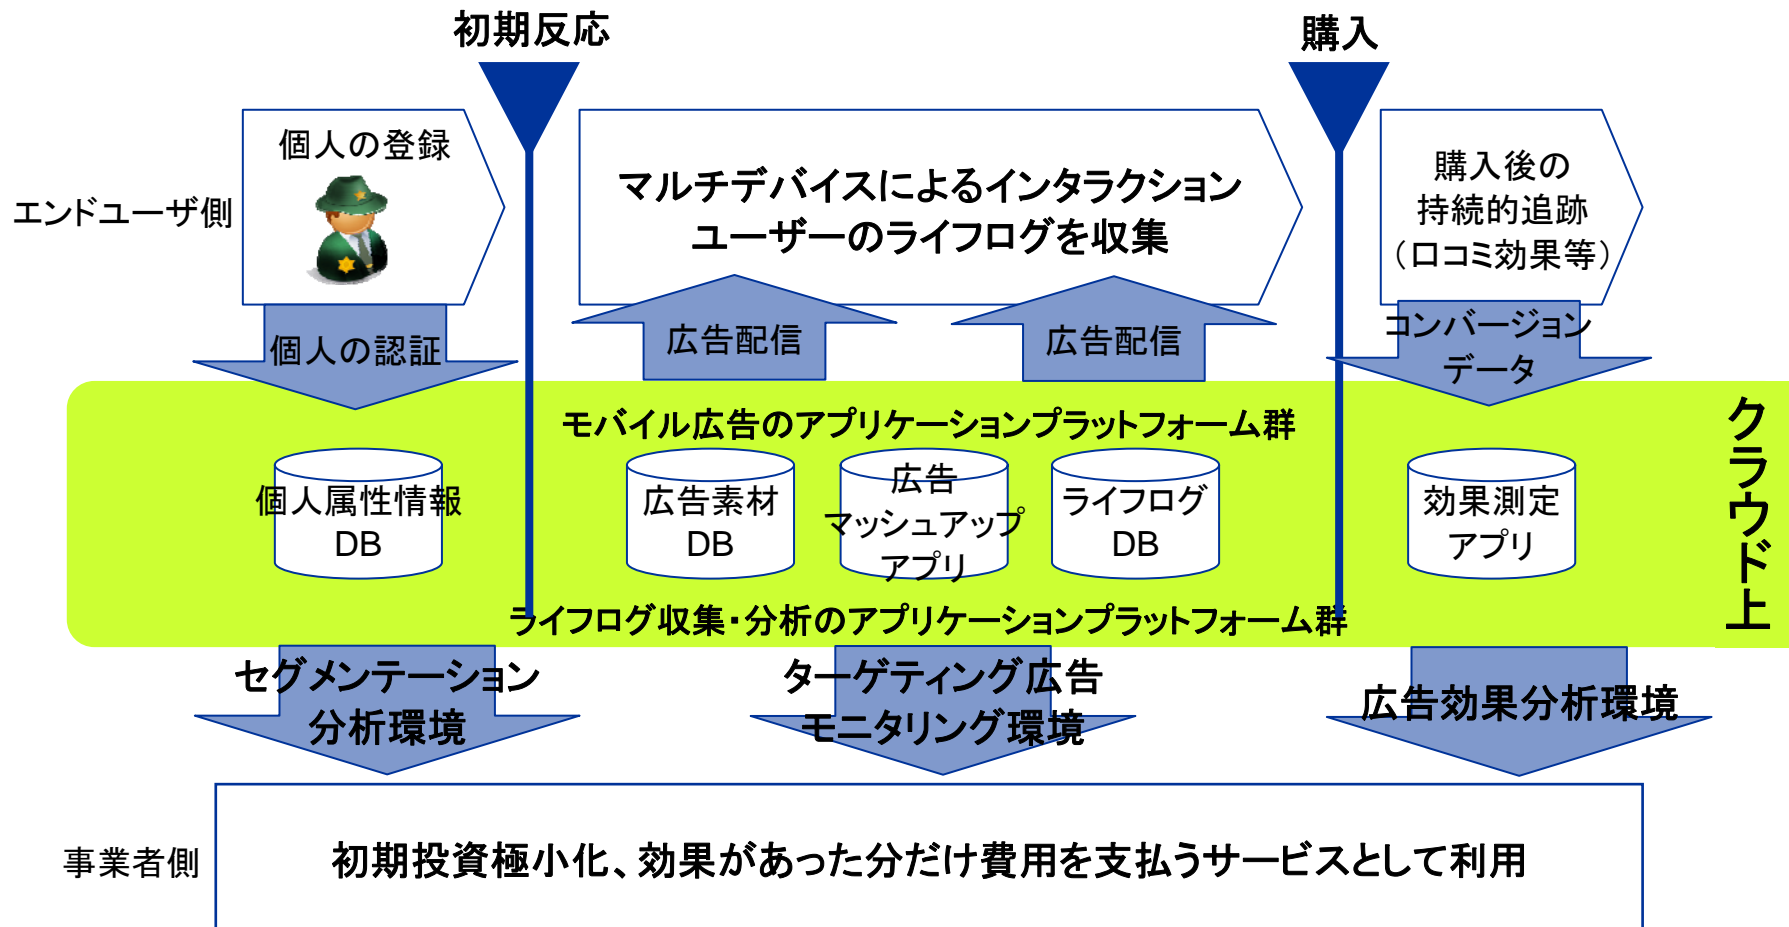 初期反応
購入
エンドユーザ側
個人の登録
マルチデバイスによるインタラクション
ユーザーのライフログを収集
購入後の
持続的追跡
（口コミ効果等）
個人の認証
広告配信
広告配信
コンバージョン
データ
モバイル広告のアプリケーションプラットフォーム群
個人属性情報
DB
広告素材
DB
広告
マッシュアップ
アプリ
ライフログ
DB
効果測定
アプリ
クラウド上
ライフログ収集・分析のアプリケーションプラットフォーム群
セグメンテーション
分析環境
ターゲティング広告
モニタリング環境
広告効果分析環境
事業者側
初期投資極小化、効果があった分だけ費用を支払うサービスとして利用